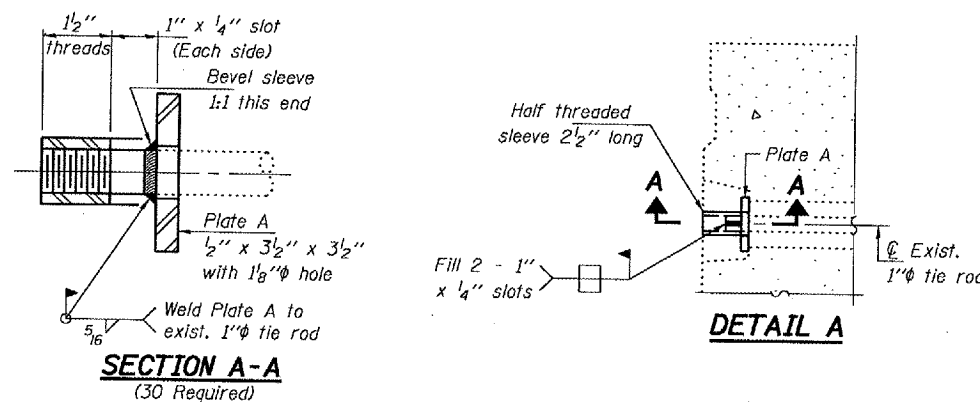 1½"
threads
1" x ¼" slot
(Each side)
Bevel sleeve
1:1 this end
Plate A
½" x 3½" x 3½"
with 1⅛"ϕ hole
5/16
Weld Plate A to
exist. 1"ϕ tie rod
SECTION A-A
(30 Required)
Half threaded
sleeve 2½" long
Plate A
A
A
Fill 2 - 1"
x ¼" slots
℄ Exist.
1"ϕ tie rod
DETAIL A